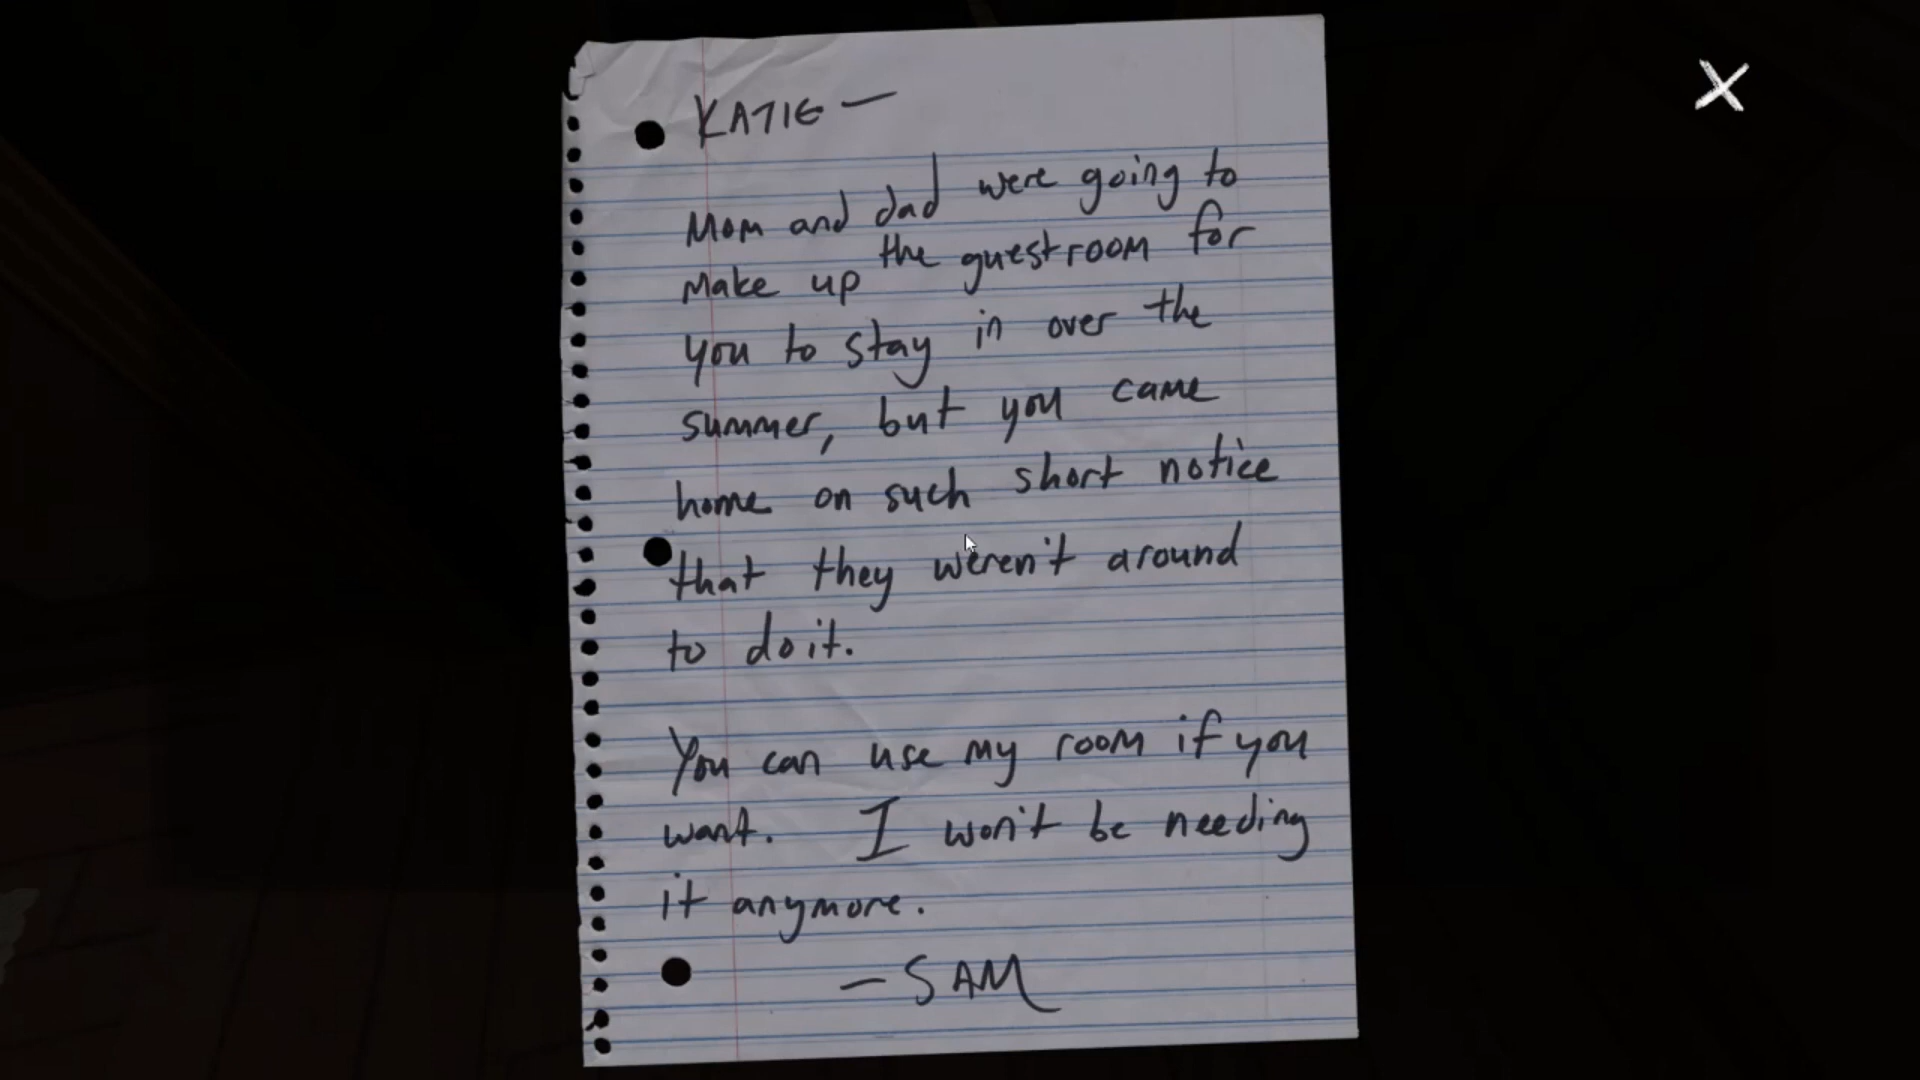 KATIE —
Mom and dad were going to
make up the guestroom for
you to stay in over the
summer, but you came
home on such short notice
that they weren't around
to do it.
You can use my room if you
want. I won't be needing
it anymore.
— SAM